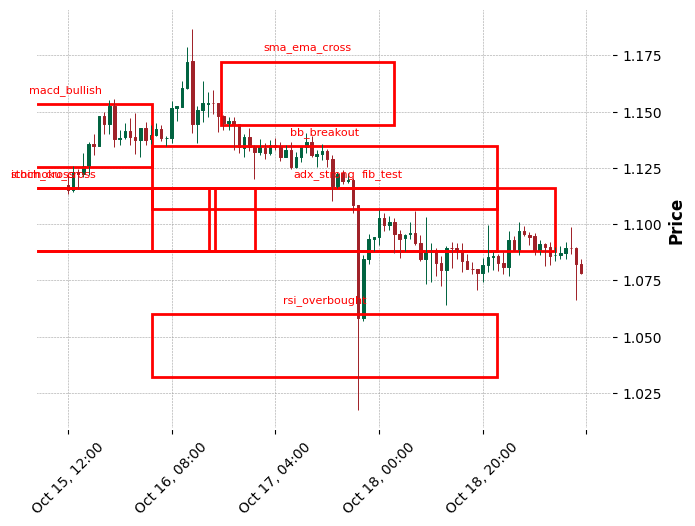 sma_ema_cross
macd_bullish
bb_breakout
adx_strong
fib_test
rsi_overbought
1.175
1.150
1.125
1.100
1.075
1.050
1.025
Price
Oct 15, 12:00
Oct 16, 08:00
Oct 17, 04:00
Oct 18, 00:00
Oct 18, 20:00